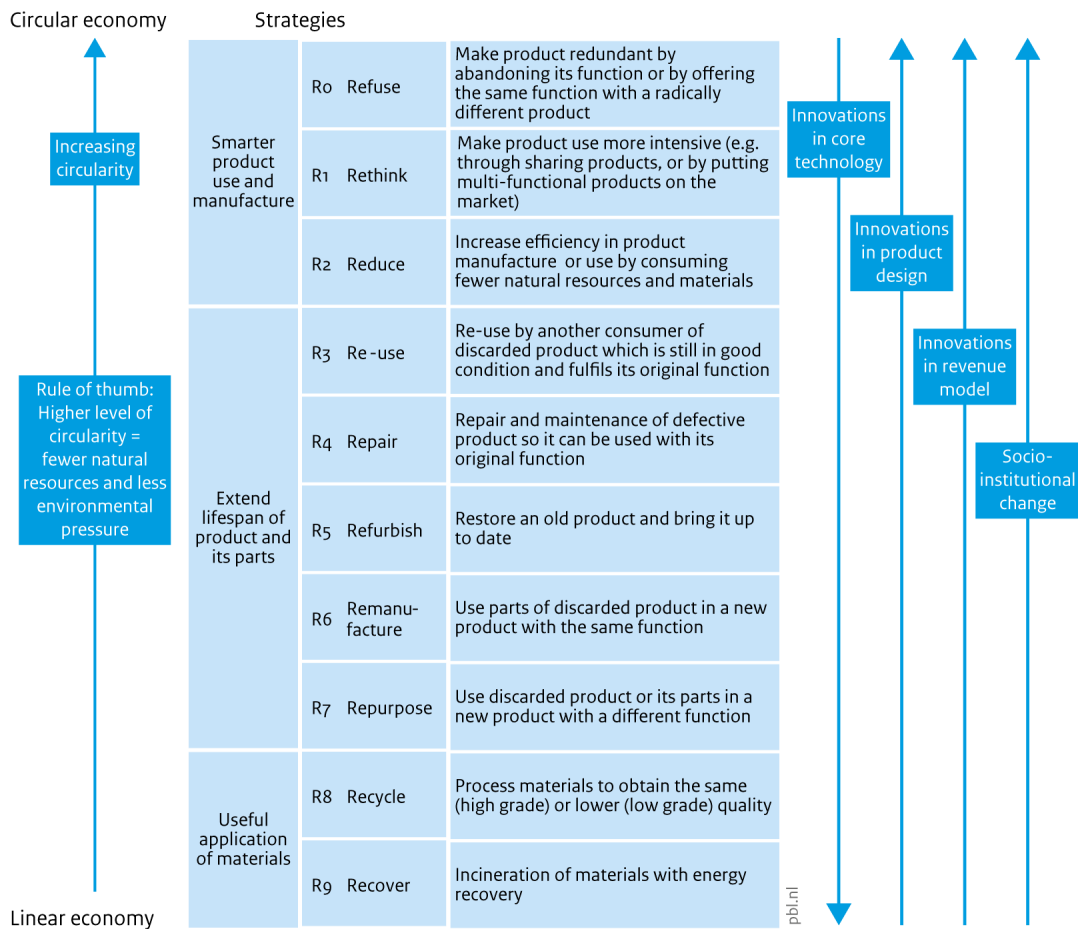 Circular economy
Strategies
Increasing
circularity
Rule of thumb:
Higher level of
circularity =
fewer natural
resources and less
environmental
pressure
Linear economy
Smarter
product
use and
manufacture
R0 Refuse
Make product redundant by
abandoning its function or by offering
the same function with a radically
different product
R1 Rethink
Make product use more intensive (e.g.
through sharing products, or by putting
multi-functional products on the
market)
R2 Reduce
Increase efficiency in product
manufacture or use by consuming
fewer natural resources and materials
Extend
lifespan of
product and
its parts
R3 Re-use
Re-use by another consumer of
discarded product which is still in good
condition and fulfils its original function
R4 Repair
Repair and maintenance of defective
product so it can be used with its
original function
R5 Refurbish
Restore an old product and bring it up
to date
R6 Remanu-
facture
Use parts of discarded product in a new
product with the same function
R7 Repurpose
Use discarded product or its parts in a
new product with a different function
Useful
application
of materials
R8 Recycle
Process materials to obtain the same
(high grade) or lower (low grade) quality
R9 Recover
Incineration of materials with energy
recovery
Innovations
in core
technology
Innovations
in product
design
Innovations
in revenue
model
Socio-
institutional
change
pbl.nl